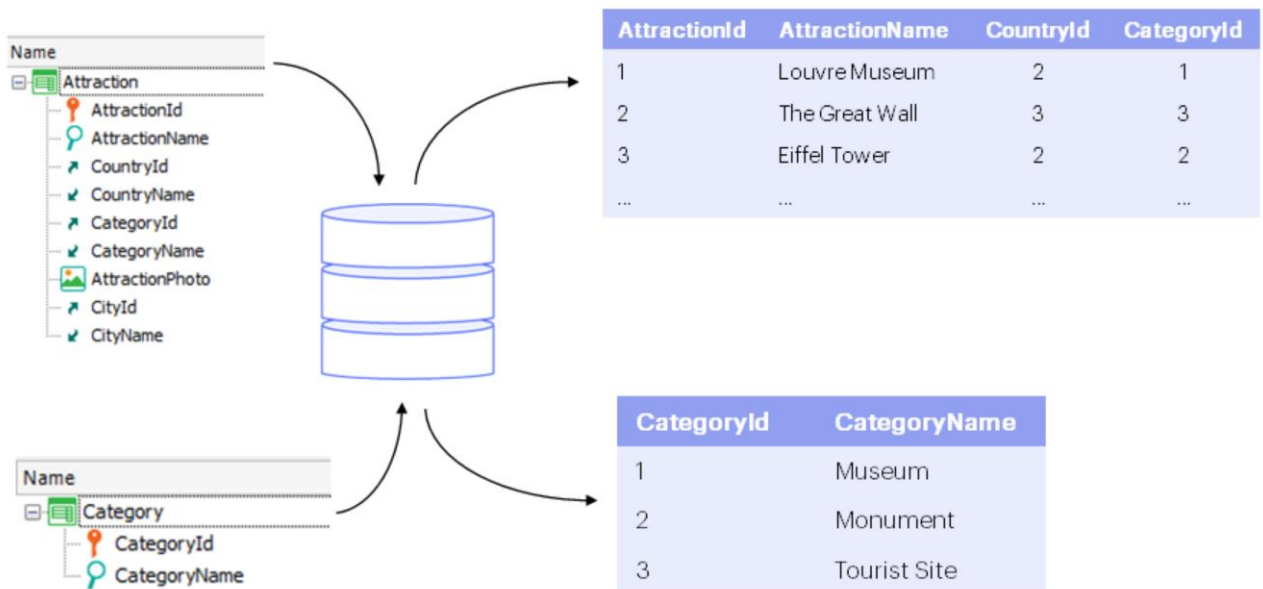 Name
Attraction
AttractionId
AttractionName
CountryId
CountryName
CategoryId
CategoryName
AttractionPhoto
CityId
CityName
AttractionId AttractionName CountryId CategoryId
1 Louvre Museum 2 1
2 The Great Wall 3 3
3 Eiffel Tower 2 2
... ... ... ...
Name
Category
CategoryId
CategoryName
CategoryId CategoryName
1 Museum
2 Monument
3 Tourist Site